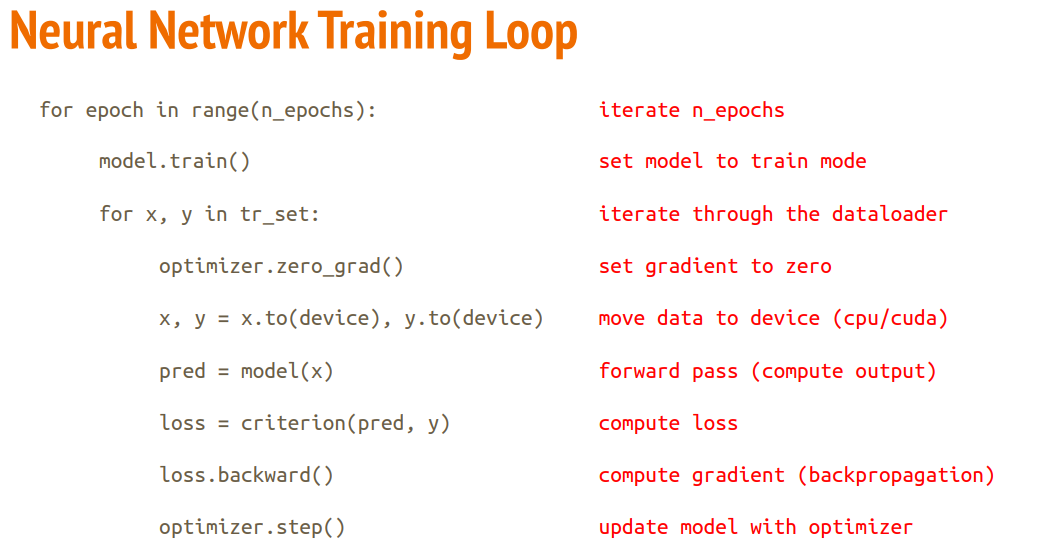 Neural Network Training Loop
for epoch in range(n_epochs): iterate n_epochs
model.train() set model to train mode
for x, y in tr_set: iterate through the dataloader
optimizer.zero_grad() set gradient to zero
x, y = x.to(device), y.to(device) move data to device (cpu/cuda)
pred = model(x) forward pass (compute output)
loss = criterion(pred, y) compute loss
loss.backward() compute gradient (backpropagation)
optimizer.step() update model with optimizer